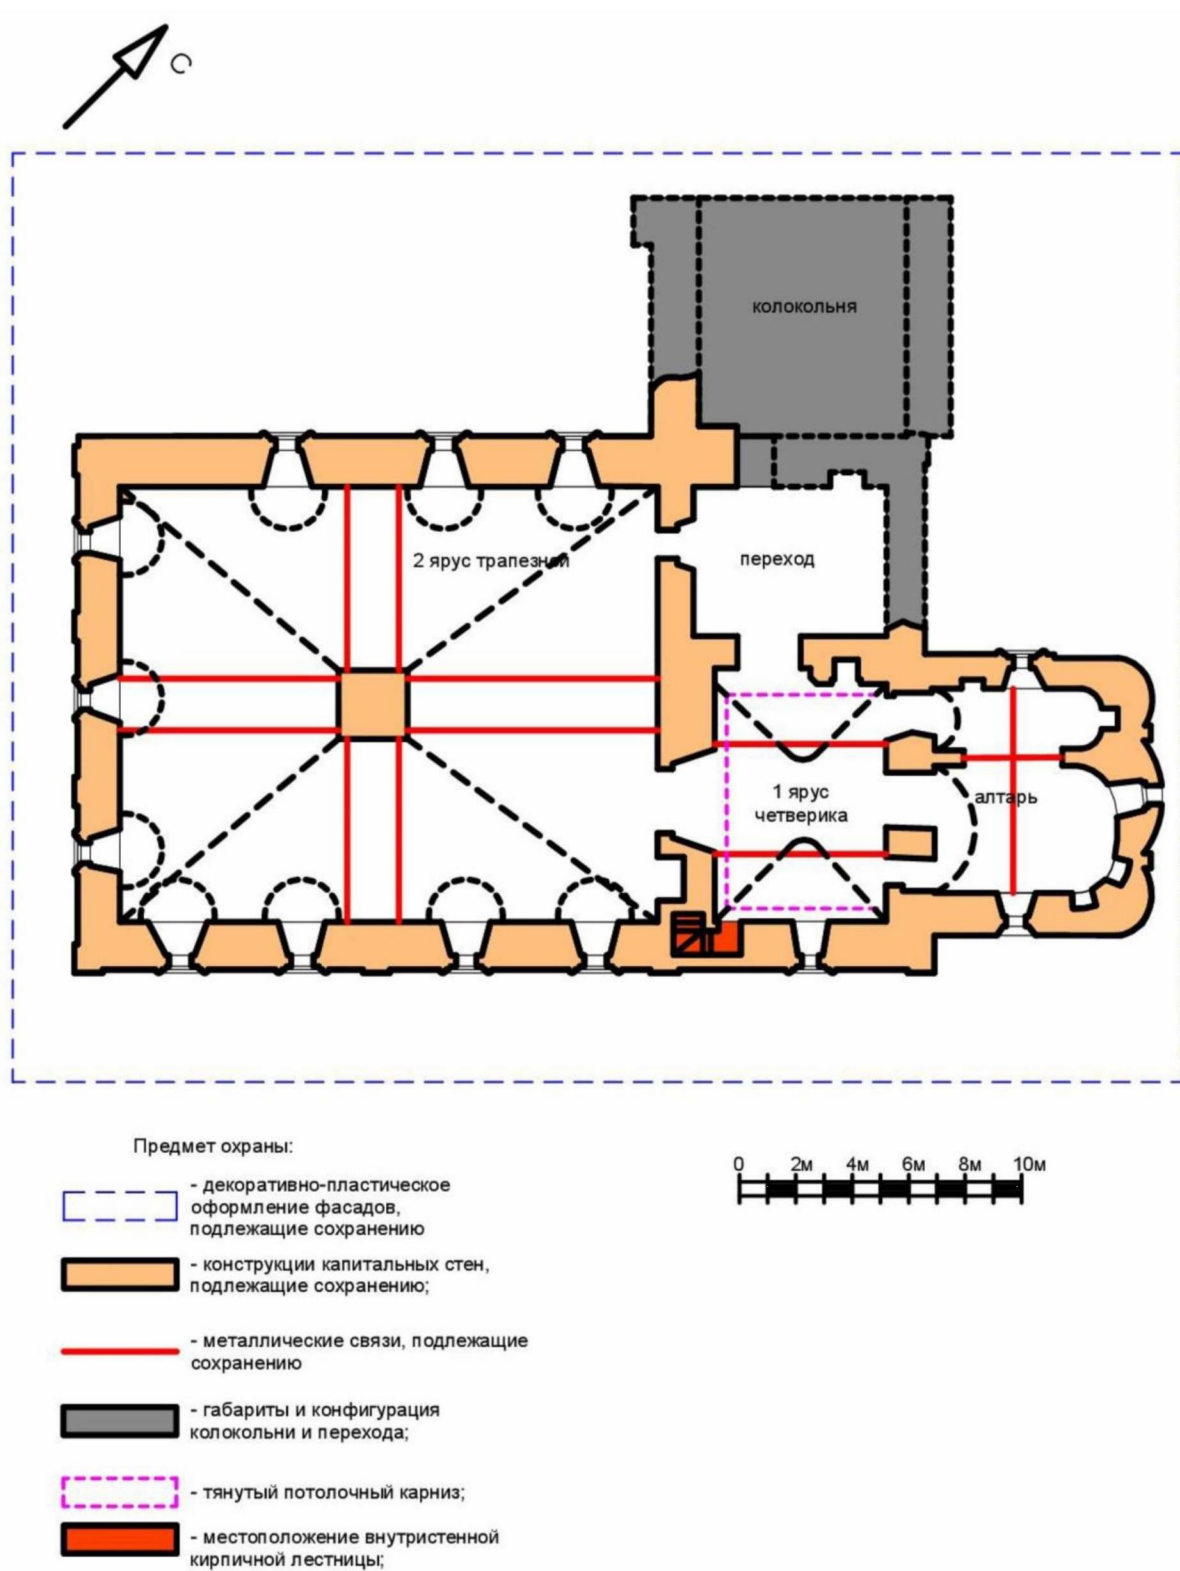 С
колокольня
2 ярус трапезной
переход
1 ярус
четверика
алтарь
Предмет охраны:
- декоративно-пластическое
оформление фасадов,
подлежащие сохранению
- конструкции капитальных стен,
подлежащие сохранению;
- металлические связи, подлежащие
сохранению
- габариты и конфигурация
колокольни и перехода;
- тянутый потолочный карниз;
- местоположение внутристенной
кирпичной лестницы;
0 2м 4м 6м 8м 10м